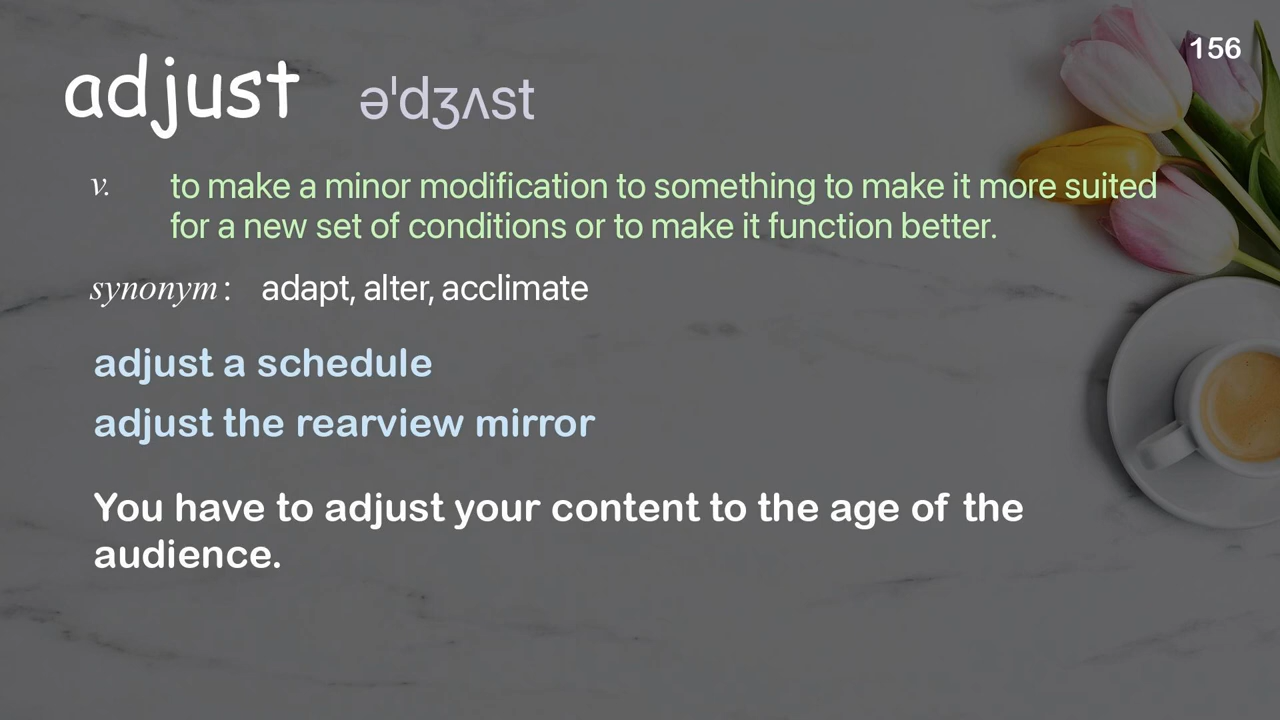 156
adjust əˈdʒʌst
v. to make a minor modification to something to make it more suited
for a new set of conditions or to make it function better.
synonym : adapt, alter, acclimate
adjust a schedule
adjust the rearview mirror
You have to adjust your content to the age of the
audience.